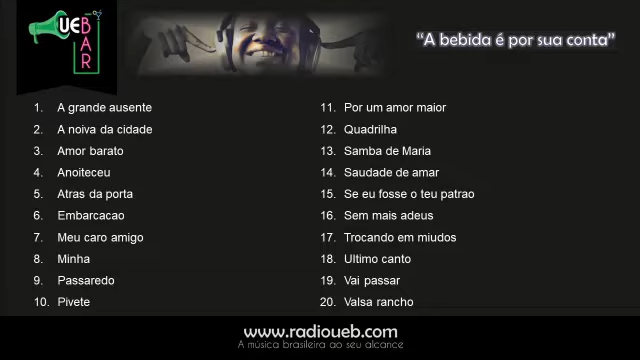 UEB
BAR
“A bebida é por sua conta”
1. A grande ausente
2. A noiva da cidade
3. Amor barato
4. Anoiteceu
5. Atras da porta
6. Embarcacao
7. Meu caro amigo
8. Minha
9. Passaredo
10. Pivete
11. Por um amor maior
12. Quadrilha
13. Samba de Maria
14. Saudade de amar
15. Se eu fosse o teu patrao
16. Sem mais adeus
17. Trocando em miudos
18. Ultimo canto
19. Vai passar
20. Valsa rancho
www.radioueb.com
A música brasileira ao seu alcance